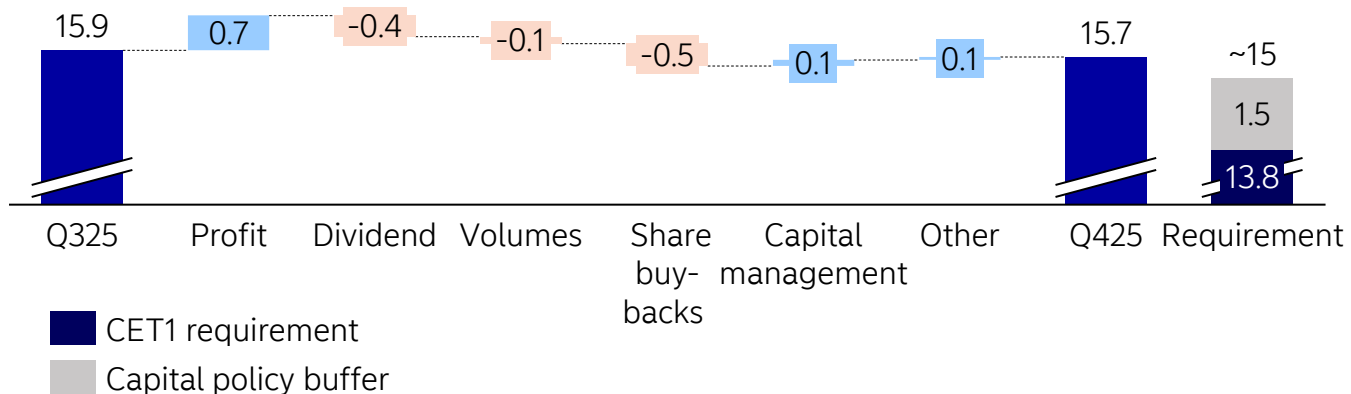 15.9
0.7
-0.4
-0.1
-0.5
0.1
0.1
15.7
~15
1.5
13.8
Q325
Profit
Dividend
Volumes
Share
buy-
backs
Capital
management
Other
Q425
Requirement
CET1 requirement
Capital policy buffer